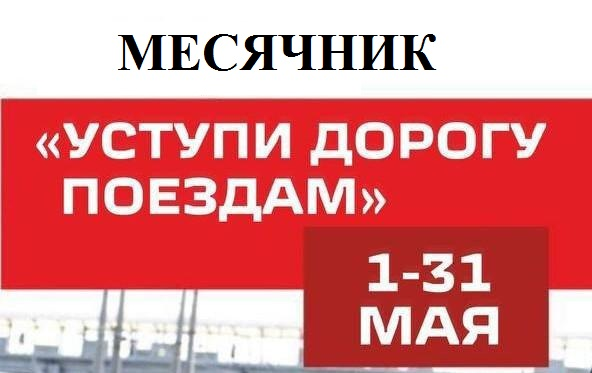 МЕСЯЧНИК
«УСТУПИ ДОРОГУ
ПОЕЗДАМ»
1-31
МАЯ